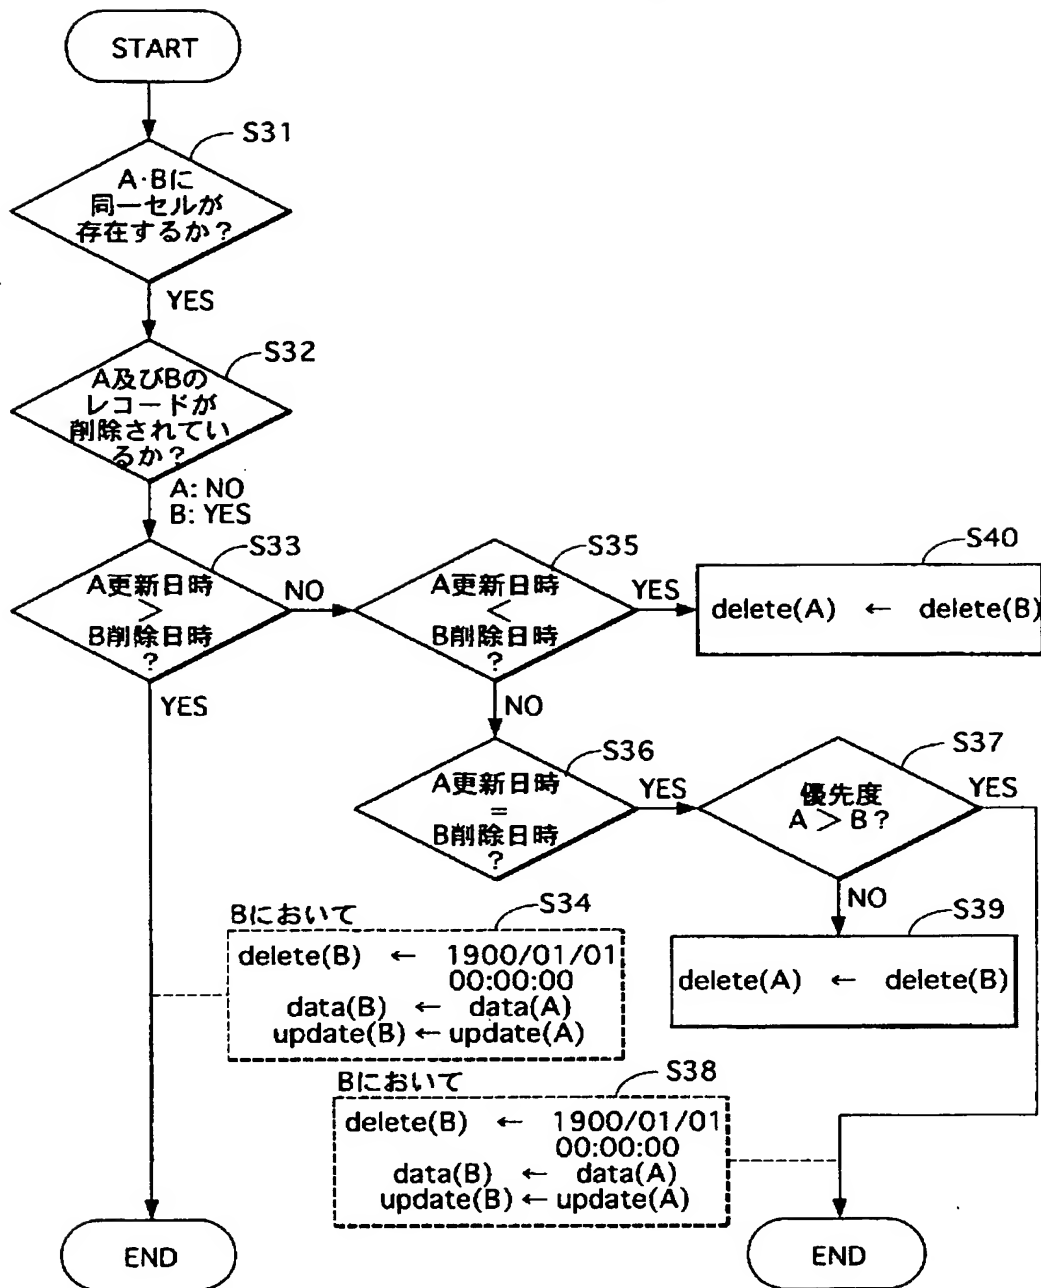 START
S31
A・Bに
同一セルが
存在するか？
YES
S32
A及びBの
レコードが
削除されてい
るか？
A: NO
B: YES
S33
A更新日時
＞
B削除日時
？
NO
YES
S35
A更新日時
＜
B削除日時
？
YES
NO
S40
delete(A) ← delete(B)
S36
A更新日時
＝
B削除日時
？
YES
S37
優先度
A＞B？
YES
NO
S39
delete(A) ← delete(B)
Bにおいて
S34
delete(B) ← 1900/01/01
00:00:00
data(B) ← data(A)
update(B) ← update(A)
Bにおいて
S38
delete(B) ← 1900/01/01
00:00:00
data(B) ← data(A)
update(B) ← update(A)
END
END